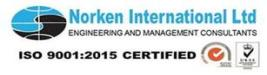 Norken International Ltd
ENGINEERING AND MANAGEMENT CONSULTANTS
ISO 9001:2015 CERTIFIED